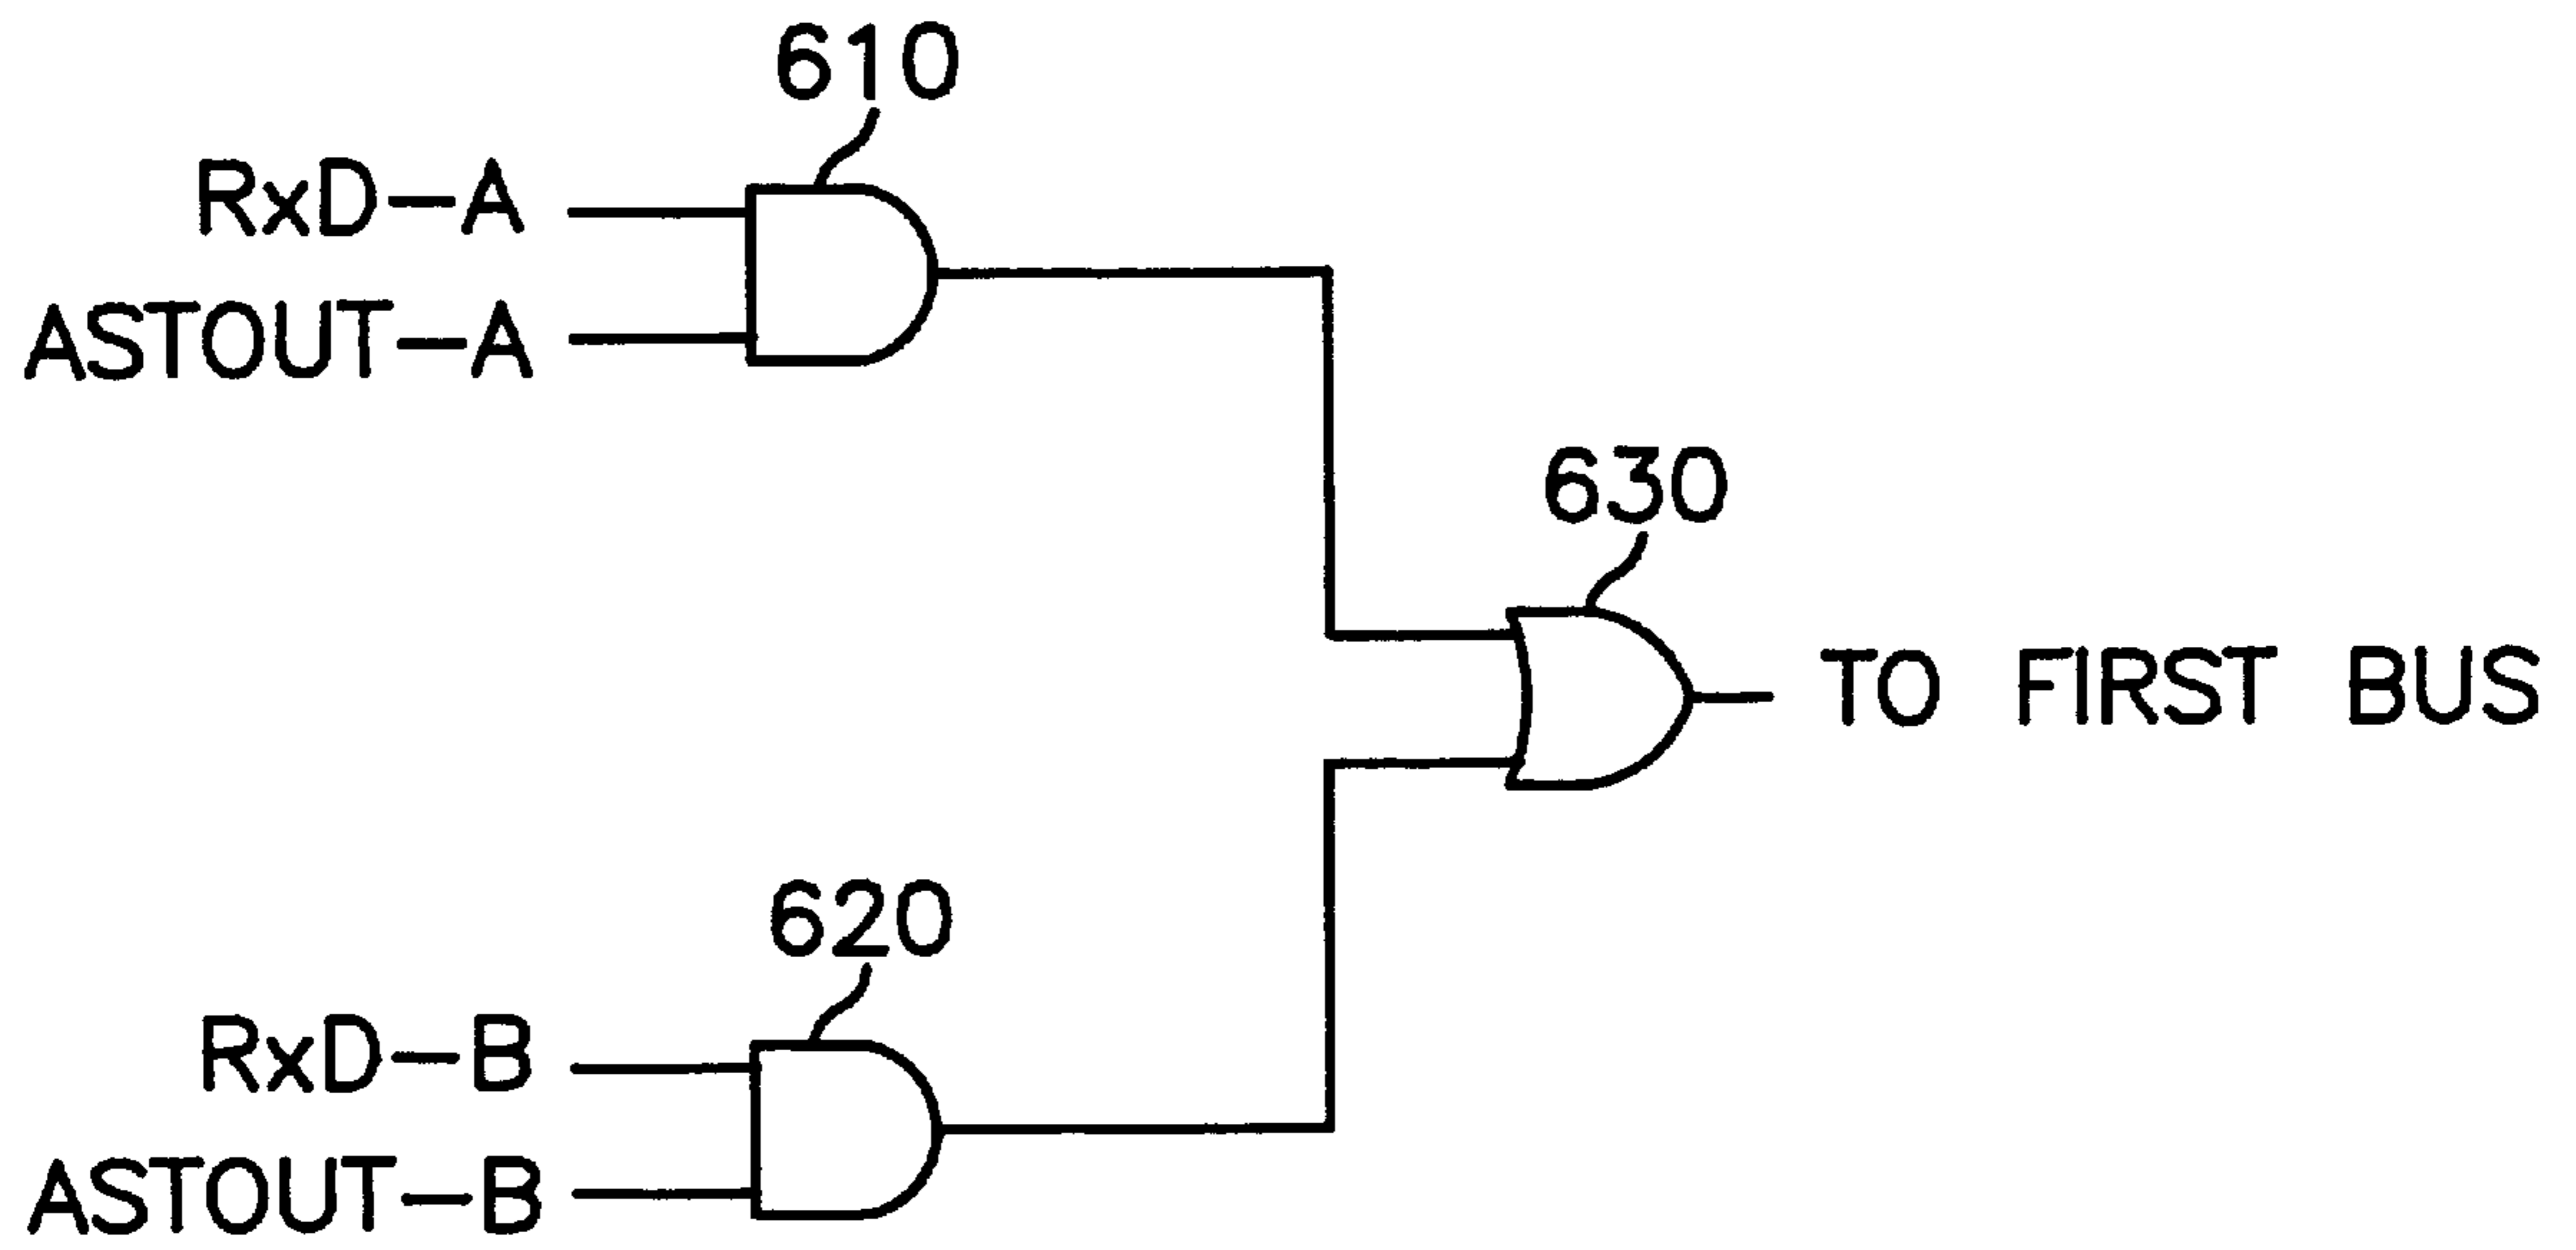 610
RxD-A
ASTOUT-A
630
TO FIRST BUS
620
RxD-B
ASTOUT-B